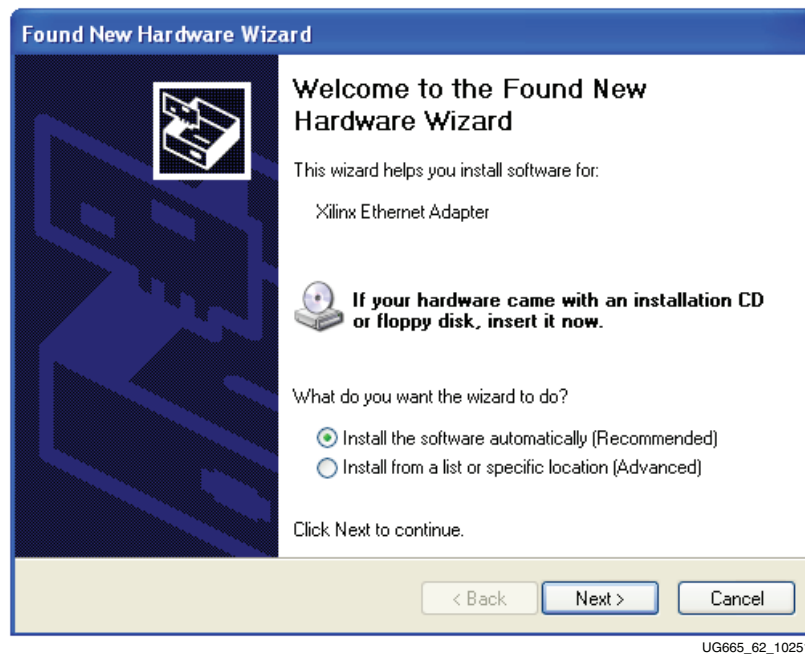 Found New Hardware Wizard
Welcome to the Found New
Hardware Wizard
This wizard helps you install software for:
Xilinx Ethernet Adapter
If your hardware came with an installation CD
or floppy disk, insert it now.
What do you want the wizard to do?
Install the software automatically (Recommended)
Install from a list or specific location (Advanced)
Click Next to continue.
< Back Next > Cancel
UG665_62_1025